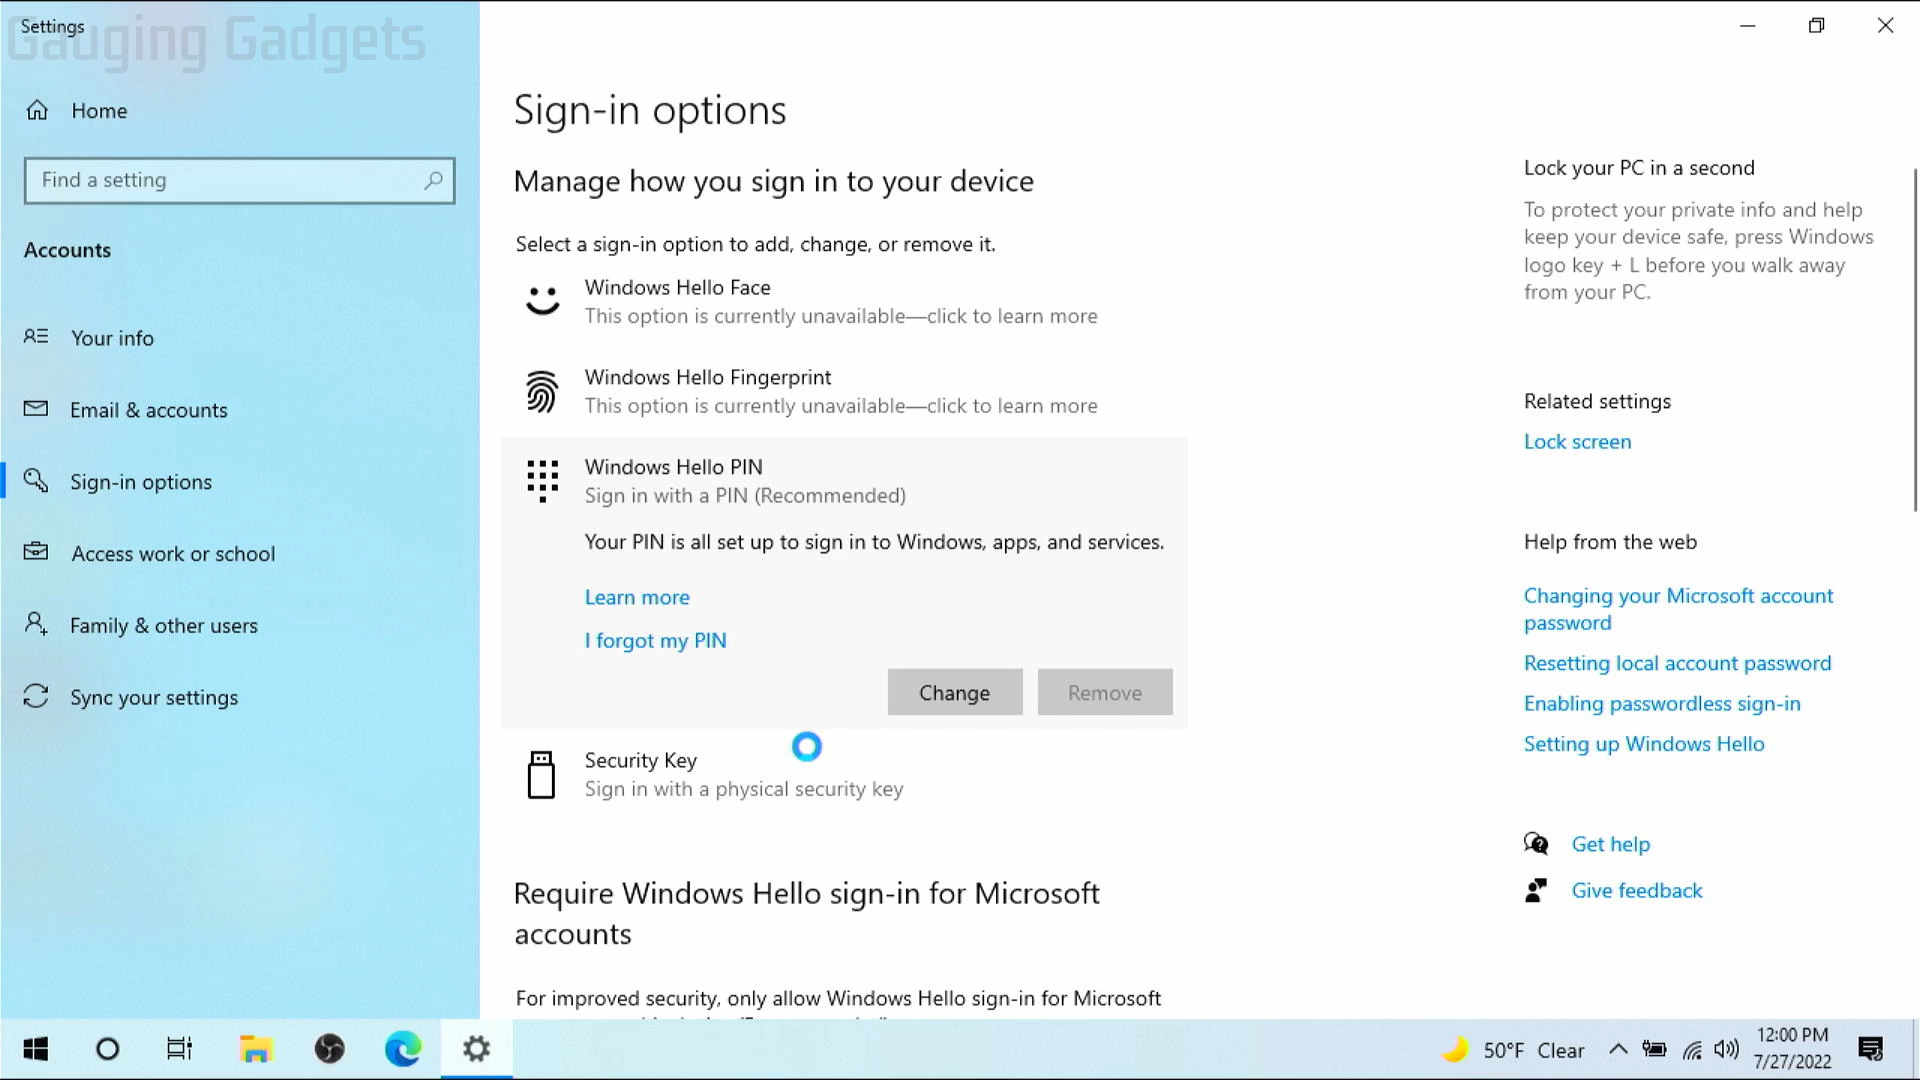 Settings
Gauging Gadgets
Home
Find a setting
Accounts
Your info
Email & accounts
Sign-in options
Access work or school
Family & other users
Sync your settings
Sign-in options
Manage how you sign in to your device
Select a sign-in option to add, change, or remove it.
Windows Hello Face
This option is currently unavailable—click to learn more
Windows Hello Fingerprint
This option is currently unavailable—click to learn more
Windows Hello PIN
Sign in with a PIN (Recommended)
Your PIN is all set up to sign in to Windows, apps, and services.
Learn more
I forgot my PIN
Change
Remove
Security Key
Sign in with a physical security key
Require Windows Hello sign-in for Microsoft
accounts
For improved security, only allow Windows Hello sign-in for Microsoft
Lock your PC in a second
To protect your private info and help
keep your device safe, press Windows
logo key + L before you walk away
from your PC.
Related settings
Lock screen
Help from the web
Changing your Microsoft account
password
Resetting local account password
Enabling passwordless sign-in
Setting up Windows Hello
Get help
Give feedback
50°F Clear
12:00 PM
7/27/2022